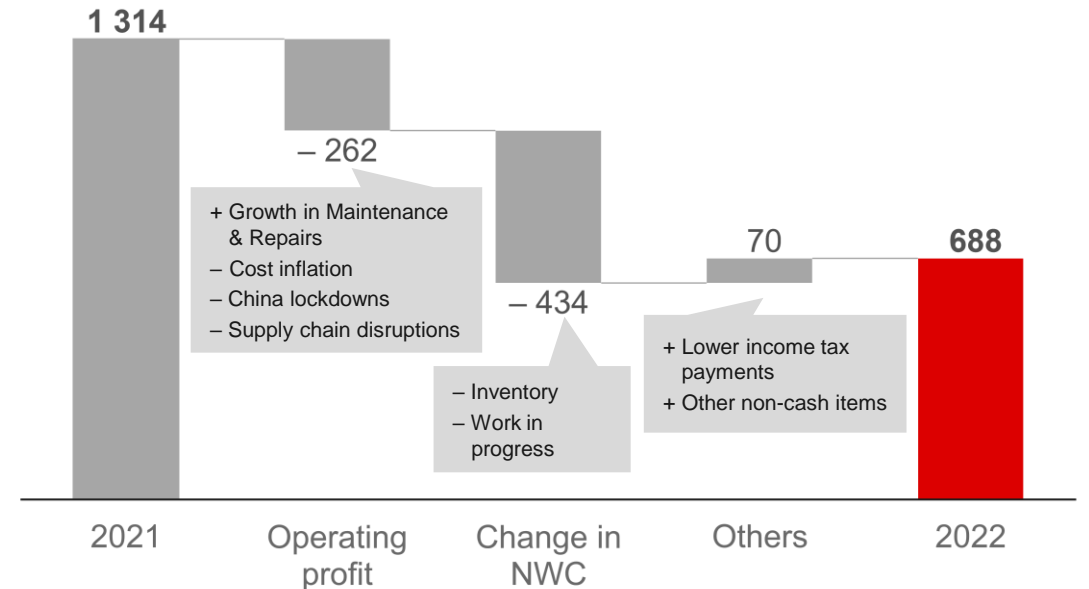 1 314
– 262
+ Growth in Maintenance
& Repairs
– Cost inflation
– China lockdowns
– Supply chain disruptions
– 434
– Inventory
– Work in
progress
70
+ Lower income tax
payments
+ Other non-cash items
688
2021
Operating
profit
Change in
NWC
Others
2022